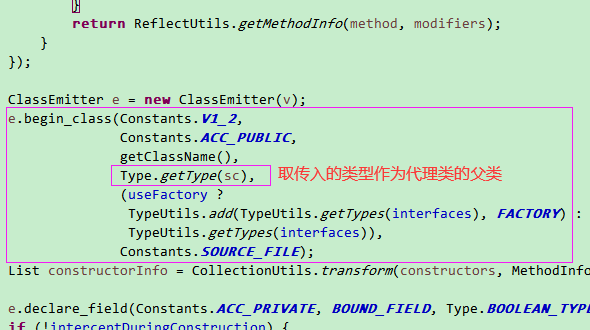 }
return ReflectUtils.getMethodInfo(method, modifiers);
}
});
ClassEmitter e = new ClassEmitter(v);
e.begin_class(Constants.V1_2,
Constants.ACC_PUBLIC,
getClassName(),
Type.getType(sc), 取传入的类型作为代理类的父类
(useFactory ?
TypeUtils.add(TypeUtils.getTypes(interfaces), FACTORY) :
TypeUtils.getTypes(interfaces)),
Constants.SOURCE_FILE);
List constructorInfo = CollectionUtils.transform(constructors, MethodInfo
e.declare_field(Constants.ACC_PRIVATE, BOUND_FIELD, Type.BOOLEAN_TYPE
if (!interceptDuringConstruction) {